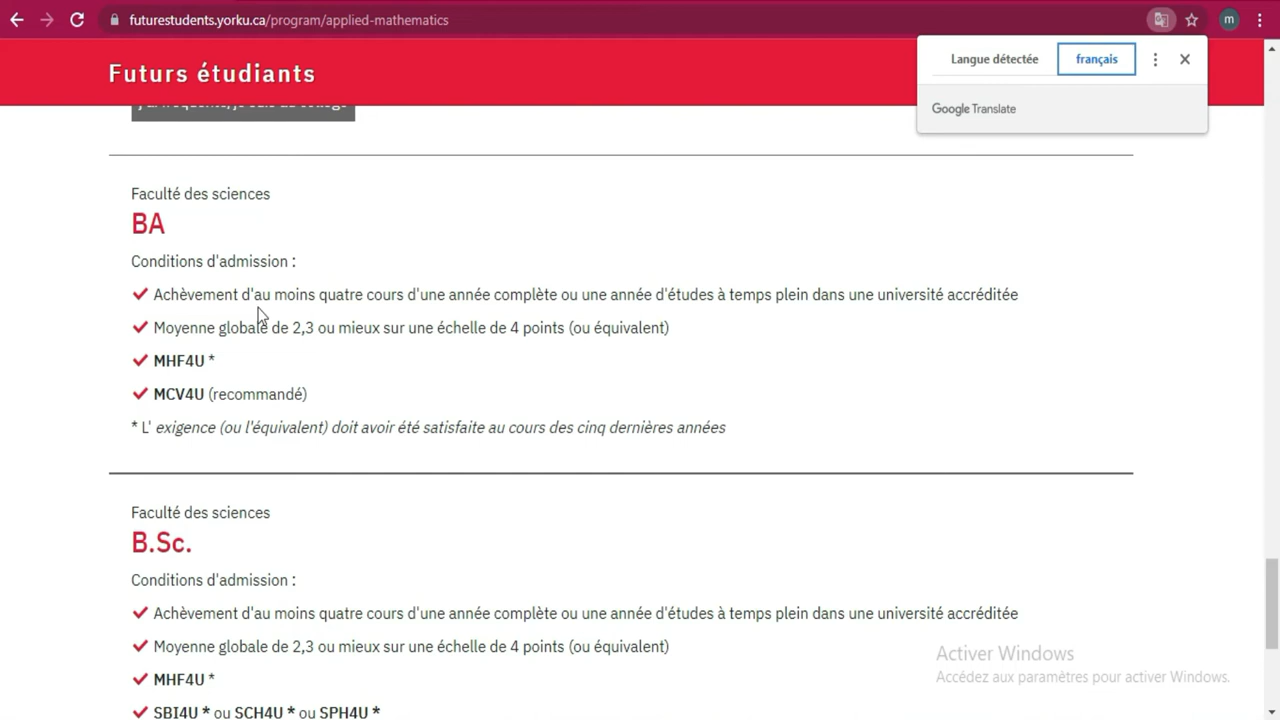 futurestudents.yorku.ca/program/applied-mathematics
m
Futurs étudiants
Langue détectée
français
Google Translate
Faculté des sciences
BA
Conditions d'admission :
Achèvement d'au moins quatre cours d'une année complète ou une année d'études à temps plein dans une université accréditée
Moyenne globale de 2,3 ou mieux sur une échelle de 4 points (ou équivalent)
MHF4U *
MCV4U (recommandé)
* L' exigence (ou l'équivalent) doit avoir été satisfaite au cours des cinq dernières années
Faculté des sciences
B.Sc.
Conditions d'admission :
Achèvement d'au moins quatre cours d'une année complète ou une année d'études à temps plein dans une université accréditée
Moyenne globale de 2,3 ou mieux sur une échelle de 4 points (ou équivalent)
MHF4U *
SBI4U * ou SCH4U * ou SPH4U *
Activer Windows
Accédez aux paramètres pour activer Windows.